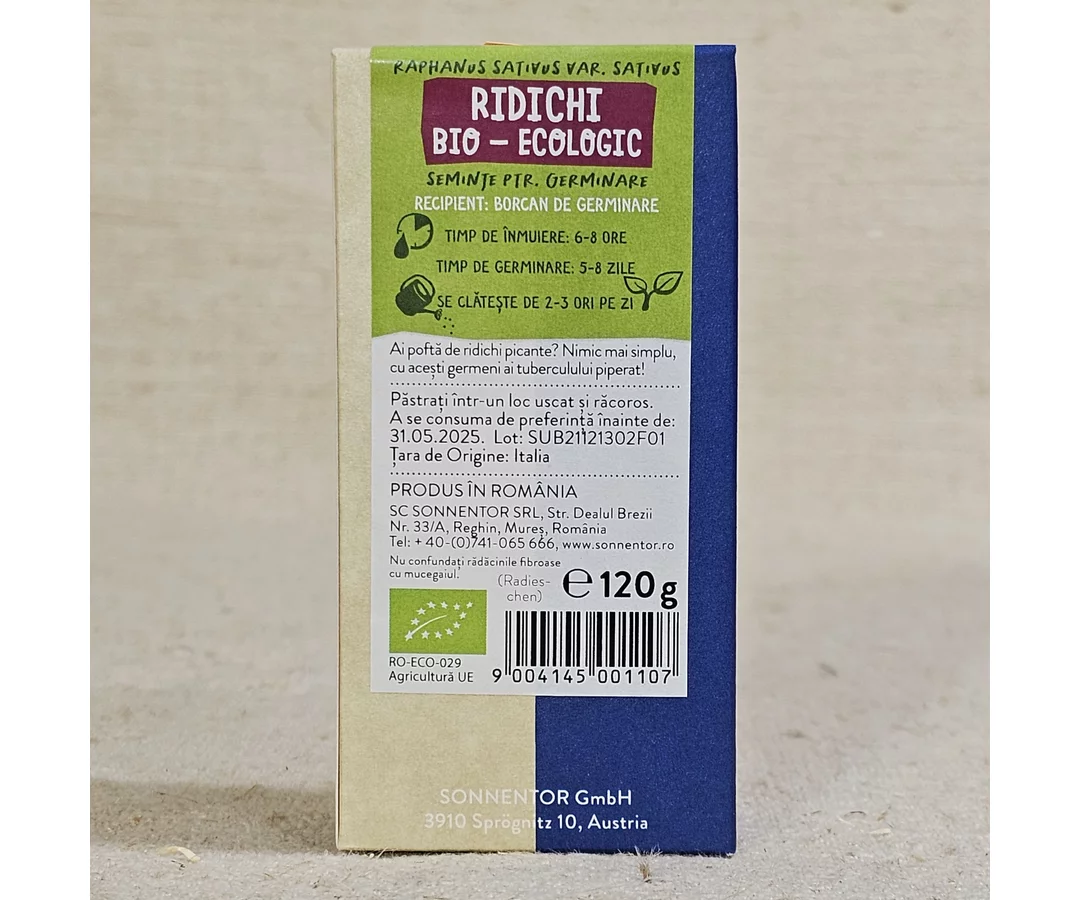 RAPHANUS SATIVUS VAR. SATIVUS
RIDICHI
BIO – ECOLOGIC
SEMINȚE PTR. GERMINARE
RECIPIENT: BORCAN DE GERMINARE
TIMP DE ÎNMUIERE: 6-8 ORE
TIMP DE GERMINARE: 5-8 ZILE
SE CLĂTEȘTE DE 2-3 ORI PE ZI
Ai poftă de ridichi picante? Nimic mai simplu,
cu acești germeni ai tuberculului piperat!
Păstrați într-un loc uscat și răcoros.
A se consuma de preferință înainte de:
31.05.2025. Lot: SUB21121302F01
Țara de Origine: Italia
PRODUS ÎN ROMÂNIA
SC SONNENTOR SRL, Str. Dealul Brezii
Nr. 33/A, Reghin, Mureș, România
Tel: + 40-(0)741-065 666, www.sonnentor.ro
Nu confundați rădăcinile fibroase
cu mucegaiul.
(Radies-
chen)
℮ 120 g
RO-ECO-029
Agricultură UE
9 004145 001107
SONNENTOR GmbH
3910 Sprögnitz 10, Austria